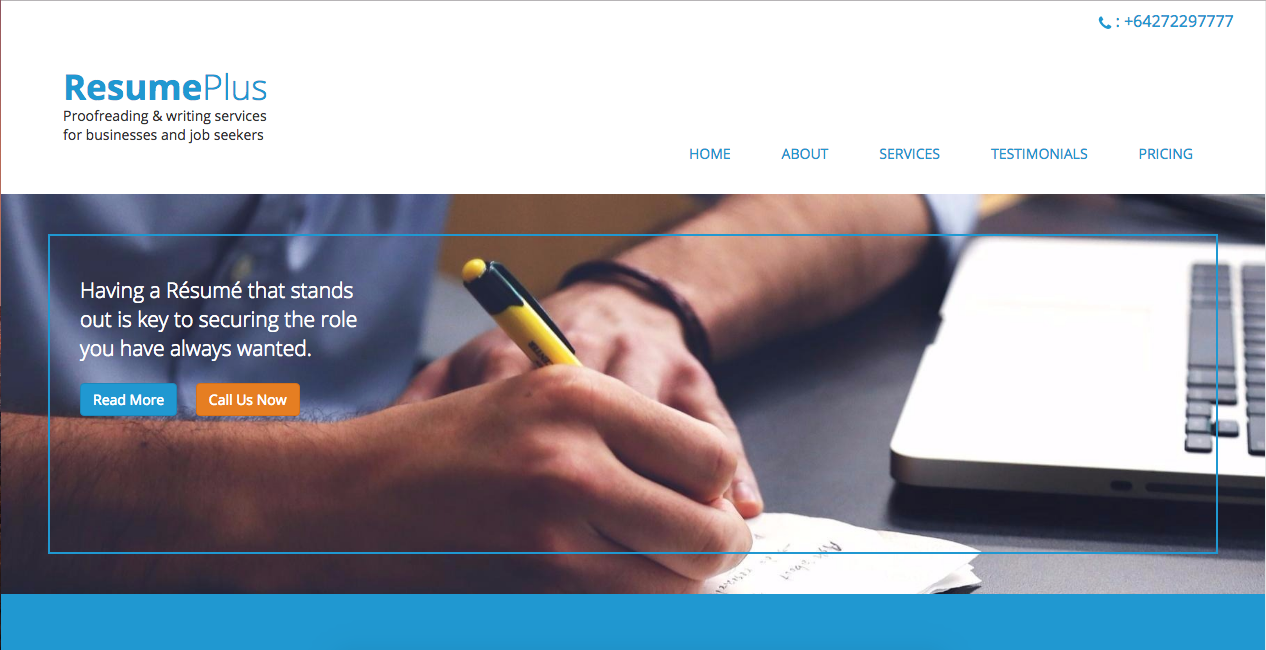 : +64272297777
ResumePlus
Proofreading & writing services
for businesses and job seekers
HOME ABOUT SERVICES TESTIMONIALS PRICING
Having a Résumé that stands
out is key to securing the role
you have always wanted.
Read More Call Us Now